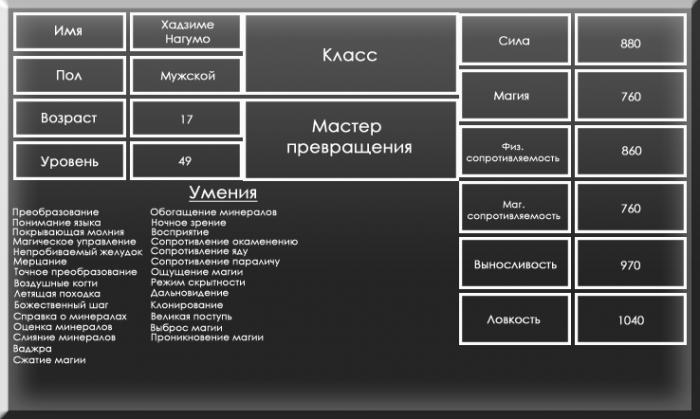 Имя
Хадзиме
Нагумо
Пол
Мужской
Возраст
17
Уровень
49
Класс
Мастер
превращения
Сила
880
Магия
760
Физ.
сопротивляемость
860
Маг.
сопротивляемость
760
Выносливость
970
Ловкость
1040
Умения
Преобразование
Понимание языка
Покрывающая молния
Магическое управление
Непробиваемый желудок
Мерцание
Точное преобразование
Воздушные когти
Летящая походка
Божественный шаг
Справка о минералах
Оценка минералов
Слияние минералов
Ваджра
Сжатие магии
Обогащение минералов
Ночное зрение
Восприятие
Сопротивление окаменению
Сопротивление яду
Сопротивление параличу
Ощущение магии
Режим скрытности
Дальновидение
Клонирование
Великая поступь
Выброс магии
Проникновение магии